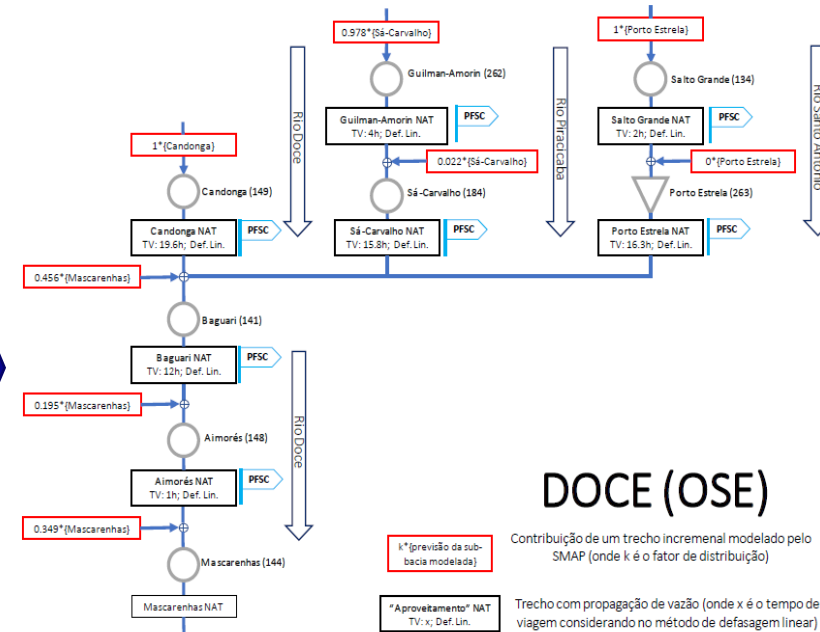 0.978*{Sá-Carvalho}
1*{Porto Estrela}
Guilman-Amorin (262)
Salto Grande (134)
Rio Doce
Rio Piracicaba
Rio Santo Antônio
Guilman-Amorin NAT
TV: 4h; Def. Lin.
PFSC
Salto Grande NAT
TV: 2h; Def. Lin.
PFSC
1*{Candonga}
0.022*{Sá-Carvalho}
0*{Porto Estrela}
Candonga (149)
Sá-Carvalho (184)
Porto Estrela (263)
Candonga NAT
TV: 19.6h; Def. Lin.
PFSC
Sá-Carvalho NAT
TV: 15.8h; Def. Lin.
PFSC
Porto Estrela NAT
TV: 16.3h; Def. Lin.
PFSC
0.456*{Mascarenhas}
Baguari (141)
Baguari NAT
TV: 12h; Def. Lin.
PFSC
Rio Doce
0.195*{Mascarenhas}
Aimorés (148)
Aimorés NAT
TV: 1h; Def. Lin.
PFSC
0.349*{Mascarenhas}
Mascarenhas (144)
Mascarenhas NAT
DOCE (OSE)
k*{previsão da sub-
bacia modelada}
Contribuição de um trecho incremenal modelado pelo
SMAP (onde k é o fator de distribuição)
"Aproveitamento" NAT
TV: x; Def. Lin.
Trecho com propagação de vazão (onde x é o tempo de
viagem considerando no método de defasagem linear)